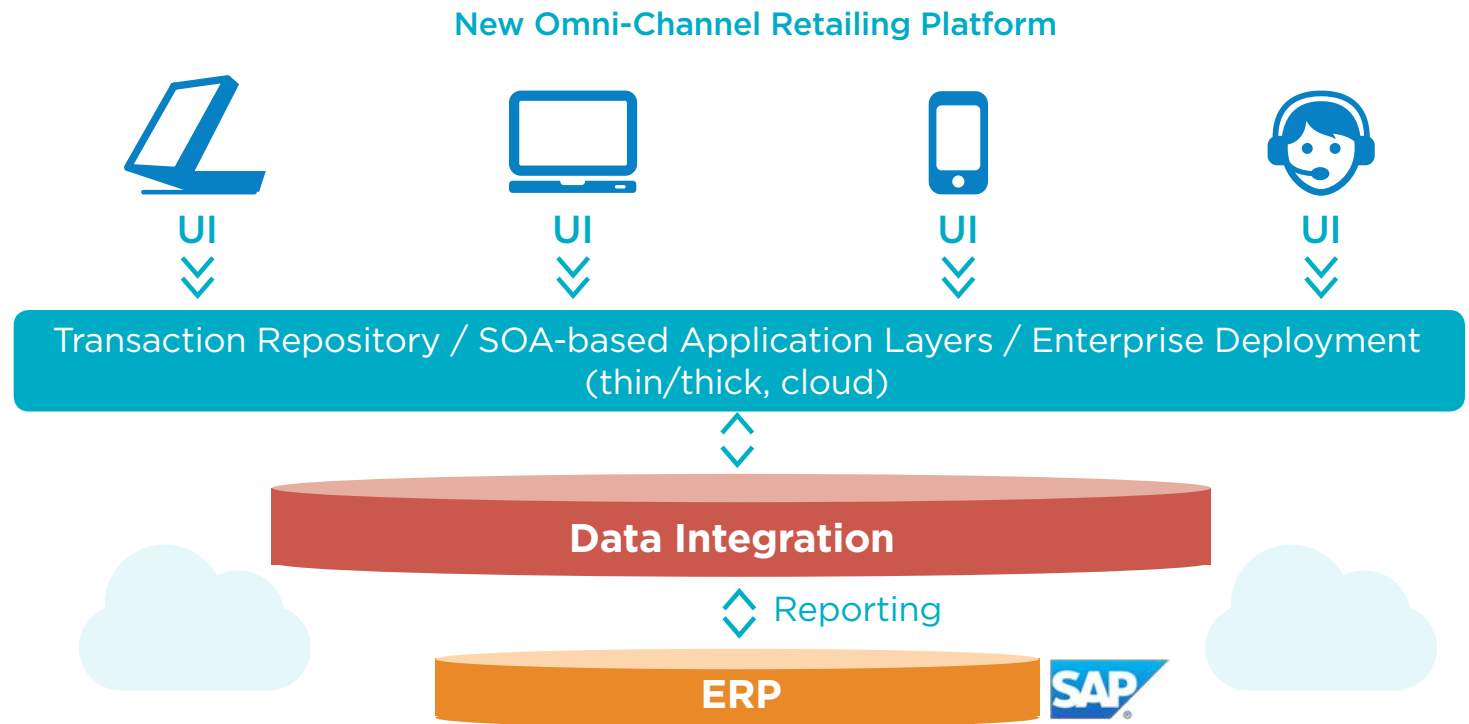 New Omni-Channel Retailing Platform
UI
UI
UI
UI
Transaction Repository / SOA-based Application Layers / Enterprise Deployment
(thin/thick, cloud)
Data Integration
Reporting
ERP
SAP®